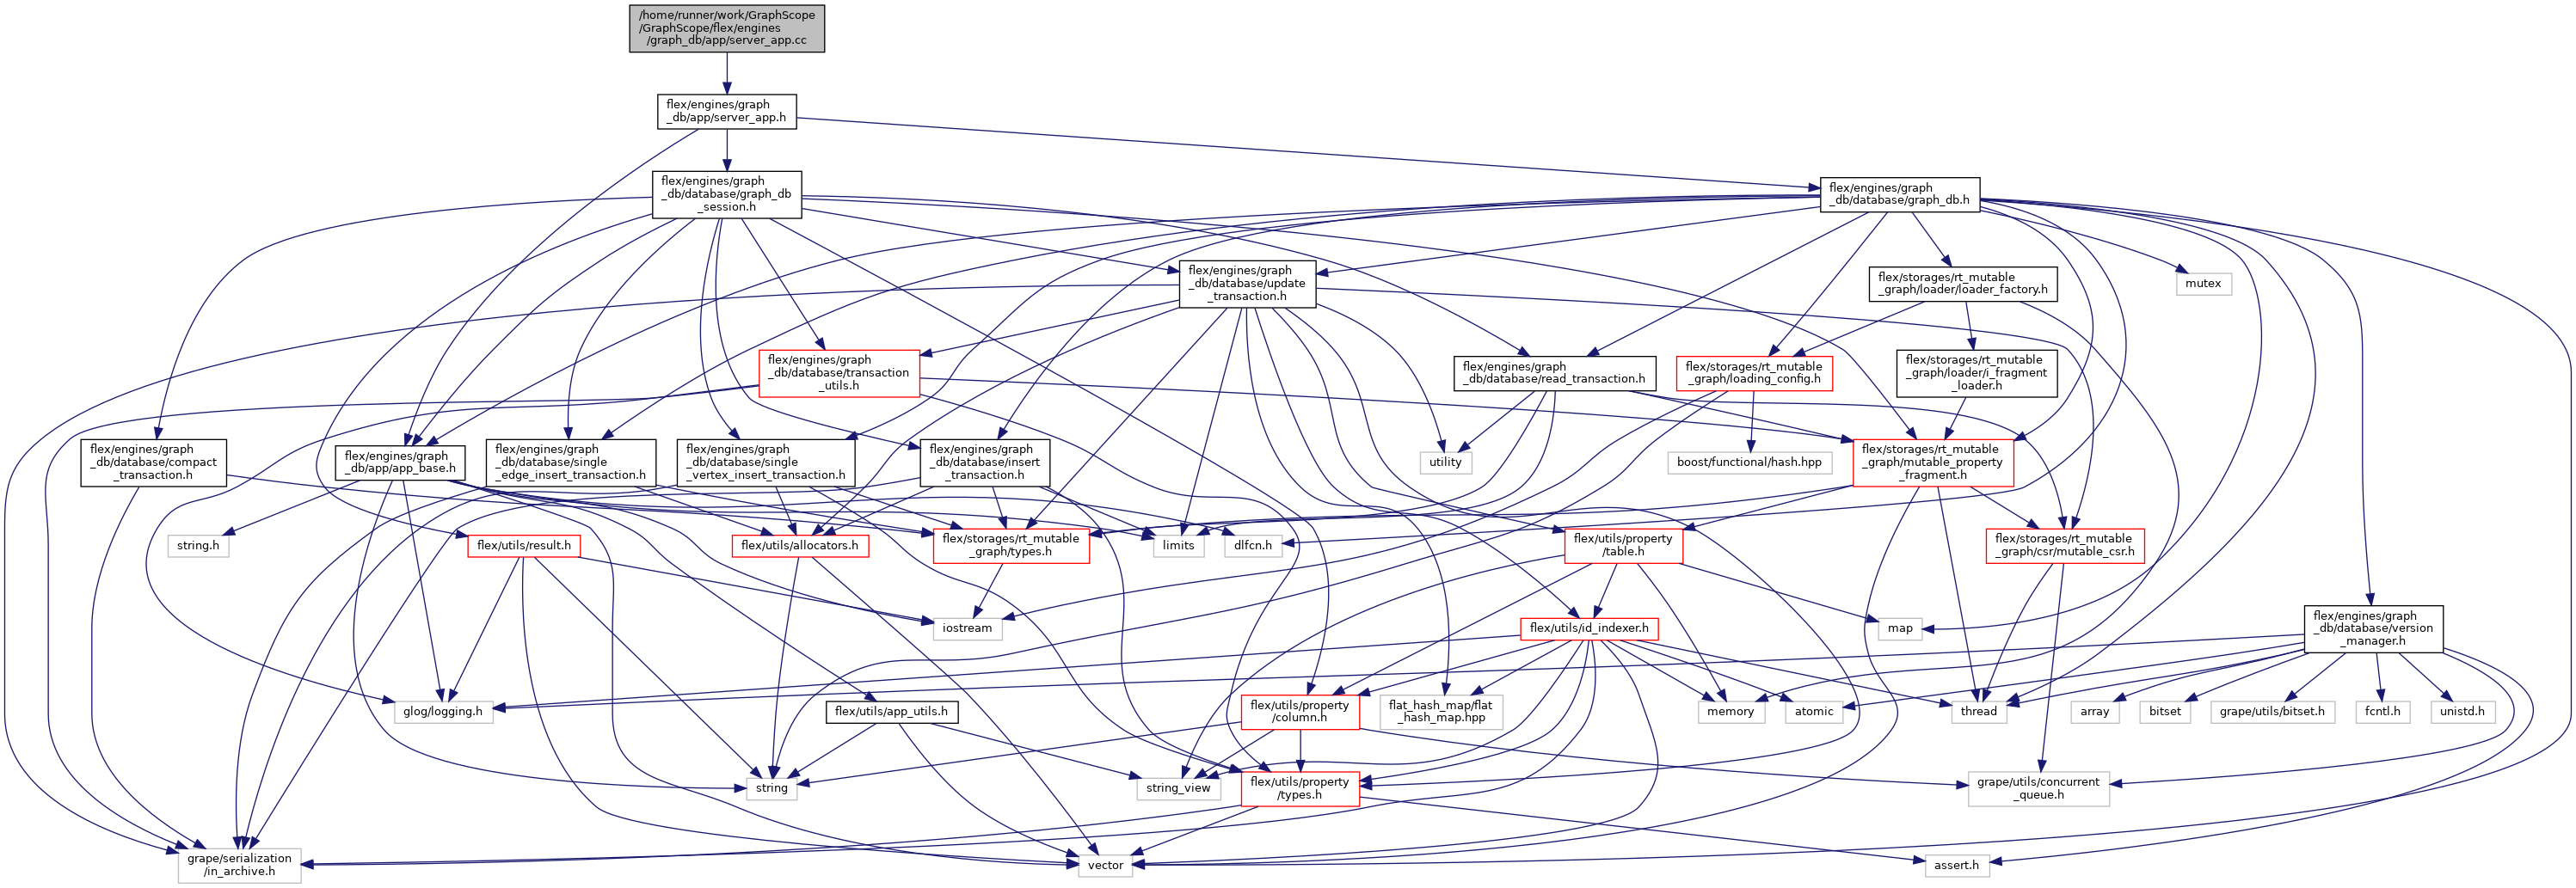 /home/runner/work/GraphScope
/GraphScope/flex/engines
/graph_db/app/server_app.cc
flex/engines/graph
_db/app/server_app.h
flex/engines/graph
_db/database/graph_db
_session.h
flex/engines/graph
_db/database/graph_db.h
flex/engines/graph
_db/database/update
_transaction.h
flex/storages/rt_mutable
_graph/loader/loader_factory.h
mutex
flex/engines/graph
_db/database/transaction
_utils.h
flex/engines/graph
_db/database/read_transaction.h
flex/storages/rt_mutable
_graph/loading_config.h
flex/storages/rt_mutable
_graph/loader/i_fragment
_loader.h
flex/engines/graph
_db/database/compact
_transaction.h
flex/engines/graph
_db/app/app_base.h
flex/engines/graph
_db/database/single
_edge_insert_transaction.h
flex/engines/graph
_db/database/single
_vertex_insert_transaction.h
flex/engines/graph
_db/database/insert
_transaction.h
utility
boost/functional/hash.hpp
flex/storages/rt_mutable
_graph/mutable_property
_fragment.h
string.h
flex/utils/result.h
flex/utils/allocators.h
flex/storages/rt_mutable
_graph/types.h
limits
dlfcn.h
flex/utils/property
/table.h
flex/storages/rt_mutable
_graph/csr/mutable_csr.h
iostream
flex/utils/id_indexer.h
map
flex/engines/graph
_db/database/version
_manager.h
glog/logging.h
flex/utils/app_utils.h
flex/utils/property
/column.h
flat_hash_map/flat
_hash_map.hpp
memory
atomic
thread
array
bitset
grape/utils/bitset.h
fcntl.h
unistd.h
string
string_view
flex/utils/property
/types.h
grape/utils/concurrent
_queue.h
grape/serialization
/in_archive.h
vector
assert.h